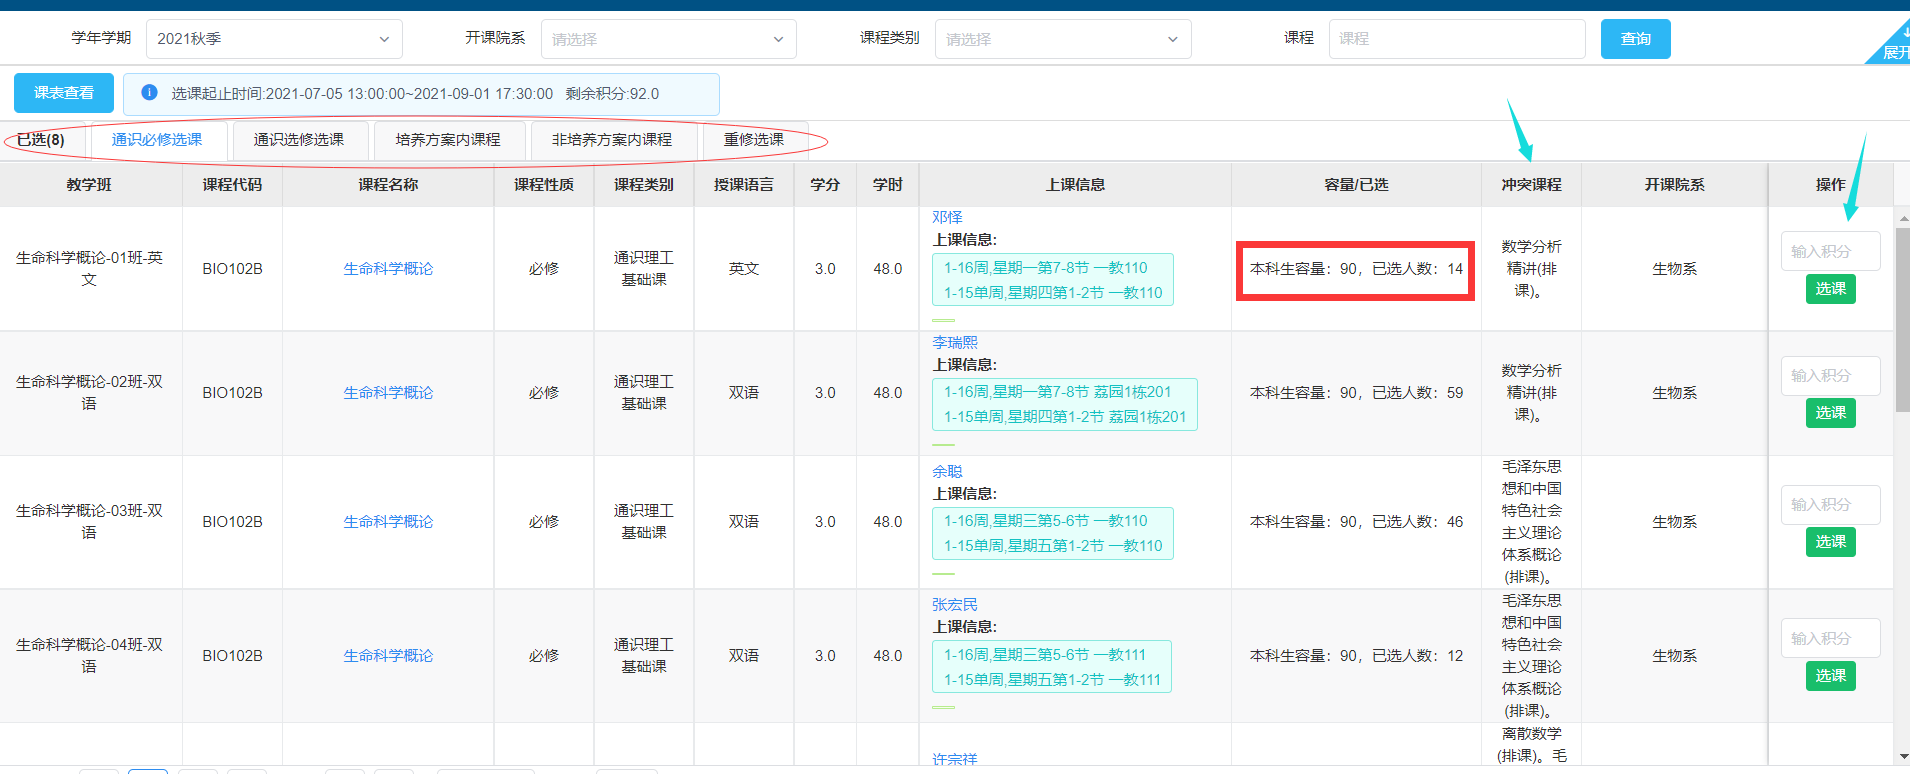 学年学期 2021秋季 开课院系 请选择 课程类别 请选择 课程 课程 查询
展开
课表查看 选课起止时间:2021-07-05 13:00:00~2021-09-01 17:30:00 剩余积分:92.0
已选(8) 通识必修选课 通识选修选课 培养方案内课程 非培养方案内课程 重修选课
教学班 课程代码 课程名称 课程性质 课程类别 授课语言 学分 学时 上课信息 容量/已选 冲突课程 开课院系 操作
生命科学概论-01班-英
文
BIO102B
生命科学概论
必修
通识理工
基础课
英文
3.0
48.0
邓怿
上课信息:
1-16周,星期一第7-8节 一教110
1-15单周,星期四第1-2节 一教110
本科生容量：90，已选人数：14
数学分析
精讲(排
课)。
生物系
输入积分
选课
生命科学概论-02班-双
语
BIO102B
生命科学概论
必修
通识理工
基础课
双语
3.0
48.0
李瑞熙
上课信息:
1-16周,星期一第7-8节 荔园1栋201
1-15单周,星期四第1-2节 荔园1栋201
本科生容量：90，已选人数：59
数学分析
精讲(排
课)。
生物系
输入积分
选课
生命科学概论-03班-双
语
BIO102B
生命科学概论
必修
通识理工
基础课
双语
3.0
48.0
余聪
上课信息:
1-16周,星期三第5-6节 一教110
1-15单周,星期五第1-2节 一教110
本科生容量：90，已选人数：46
毛泽东思
想和中国
特色社会
主义理论
体系概论
(排课)。
生物系
输入积分
选课
生命科学概论-04班-双
语
BIO102B
生命科学概论
必修
通识理工
基础课
双语
3.0
48.0
张宏民
上课信息:
1-16周,星期三第5-6节 一教111
1-15单周,星期五第1-2节 一教111
本科生容量：90，已选人数：12
毛泽东思
想和中国
特色社会
主义理论
体系概论
(排课)。
生物系
输入积分
选课
许宗祥
离散数学
(排课)。毛